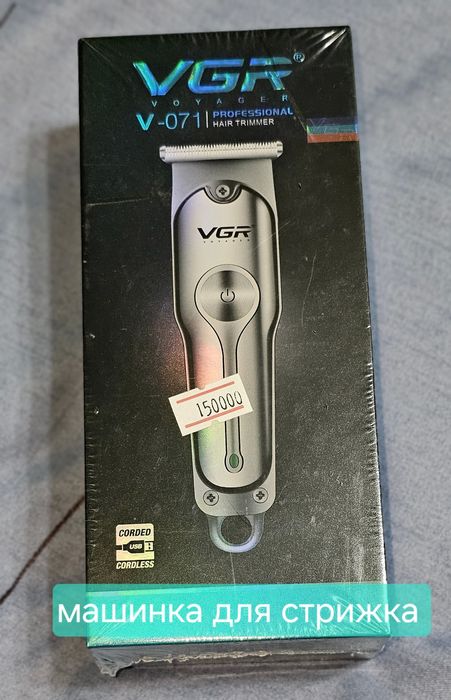 VGR®
VOYAGER
V-071 PROFESSIONAL
HAIR TRIMMER
VGR
VOYAGER
150000
CORDED
USB
CORDLESS
машинка для стрижка